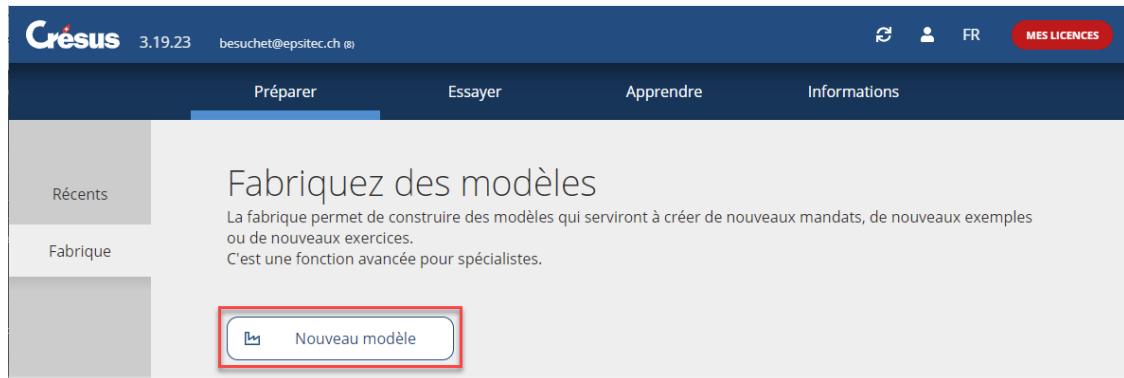 Crésus 3.19.23 besuchet@epsitec.ch (8) FR MES LICENCES
Préparer Essayer Apprendre Informations
Récents
Fabrique
Fabriquez des modèles
La fabrique permet de construire des modèles qui serviront à créer de nouveaux mandats, de nouveaux exemples
ou de nouveaux exercices.
C'est une fonction avancée pour spécialistes.
Nouveau modèle